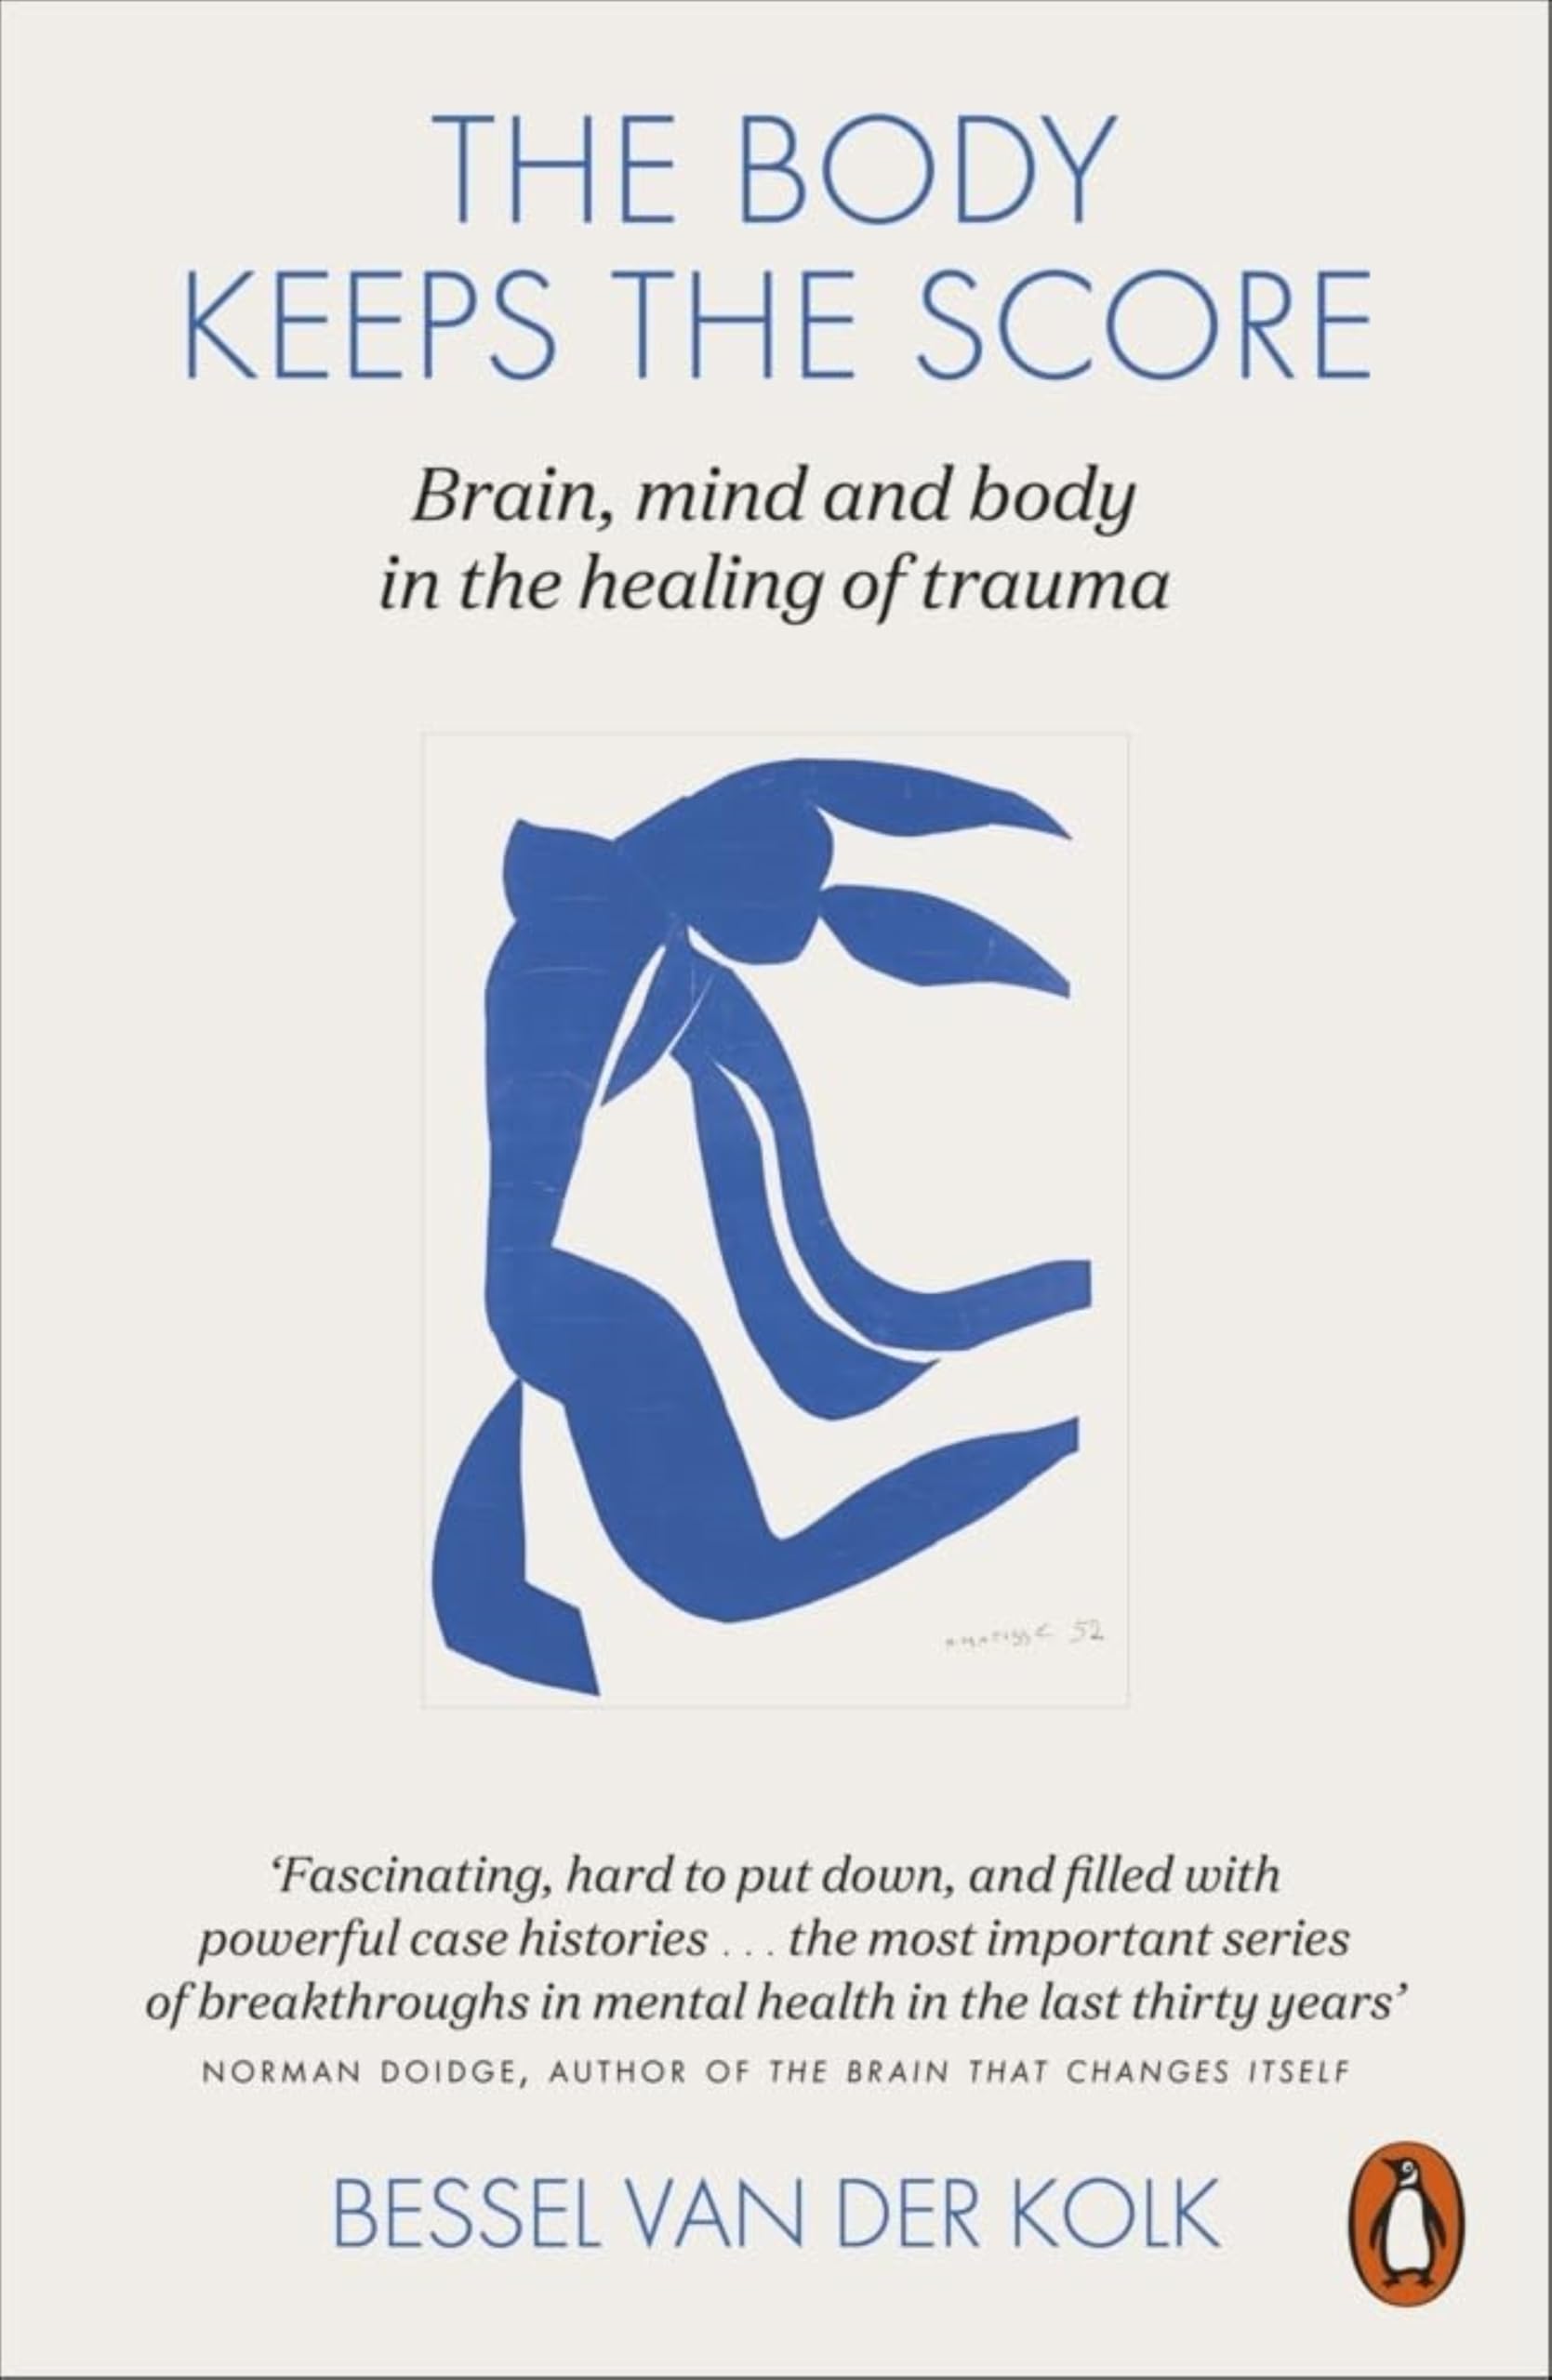 THE BODY
KEEPS THE SCORE
Brain, mind and body
in the healing of trauma
52
‘Fascinating, hard to put down, and filled with
powerful case histories . . . the most important series
of breakthroughs in mental health in the last thirty years’
NORMAN DOIDGE, AUTHOR OF THE BRAIN THAT CHANGES ITSELF
BESSEL VAN DER KOLK